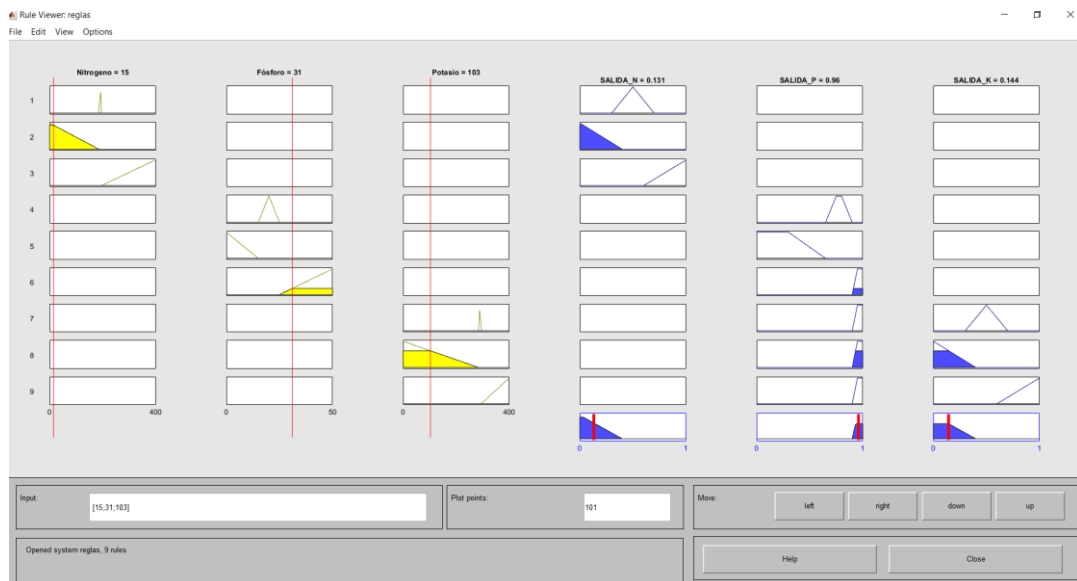 Rule Viewer: reglas
File Edit View Options
Nitrogeno = 15
Fósforo = 31
Potasio = 103
SALIDA_N = 0.131
SALIDA_P = 0.96
SALIDA_K = 0.144
1
2
3
4
5
6
7
8
9
0 400
0 50
0 400
0 1
0 1
0 1
Input: [15;31;103]
Plot points: 101
Move: left right down up
Opened system reglas, 9 rules
Help Close